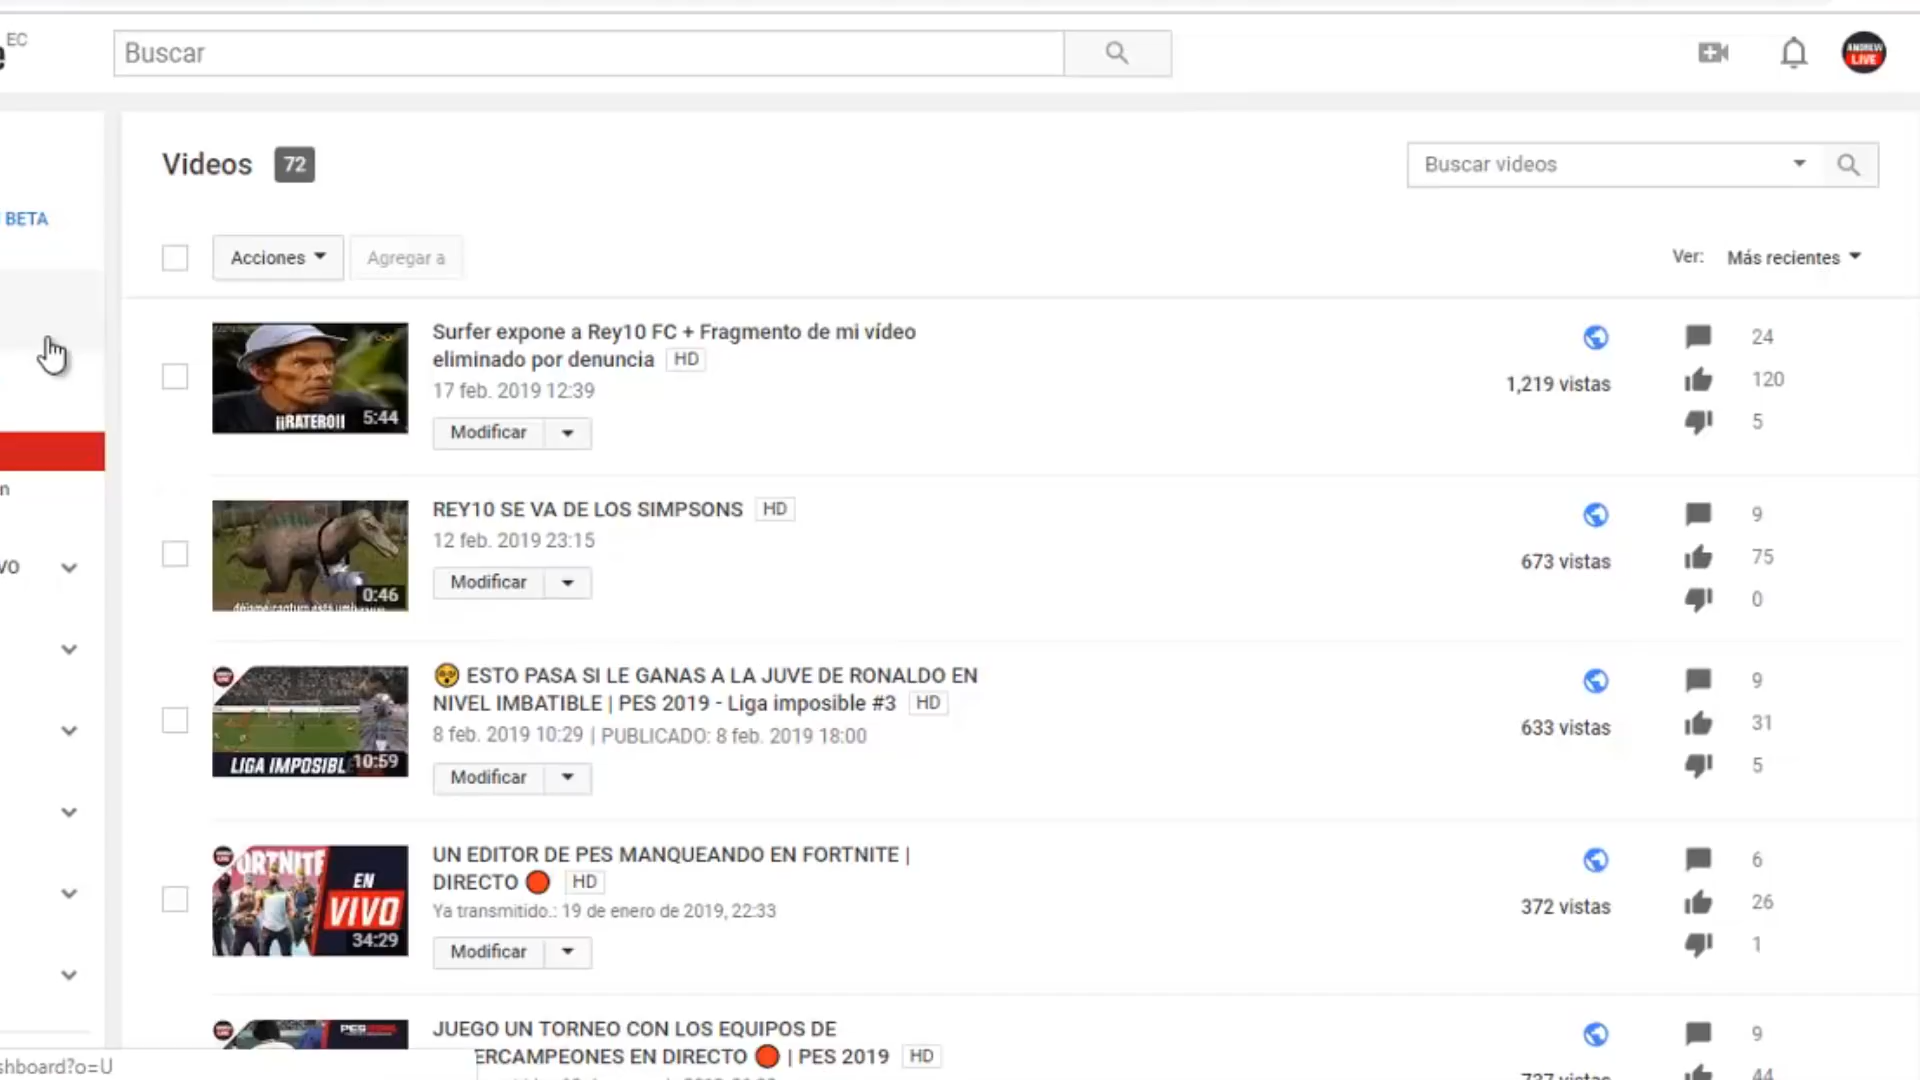 EC
Buscar
ANDREW
LIVE
Videos 72
Buscar videos
BETA
Acciones
Agregar a
Ver: Más recientes
Surfer expone a Rey10 FC + Fragmento de mi vídeo
eliminado por denuncia HD
17 feb. 2019 12:39
Modificar
¡¡RATERO!! 5:44
1,219 vistas
24
120
5
REY10 SE VA DE LOS SIMPSONS HD
12 feb. 2019 23:15
Modificar
0:46
673 vistas
9
75
0
ESTO PASA SI LE GANAS A LA JUVE DE RONALDO EN
NIVEL IMBATIBLE | PES 2019 - Liga imposible #3 HD
8 feb. 2019 10:29 | PUBLICADO: 8 feb. 2019 18:00
Modificar
LIGA IMPOSIBL 10:59
633 vistas
9
31
5
UN EDITOR DE PES MANQUEANDO EN FORTNITE |
DIRECTO HD
Ya transmitido.: 19 de enero de 2019, 22:33
Modificar
ORTNITE
EN
VIVO
34:29
372 vistas
6
26
1
JUEGO UN TORNEO CON LOS EQUIPOS DE
ERCAMPEONES EN DIRECTO | PES 2019 HD
9
44
shboard?o=U